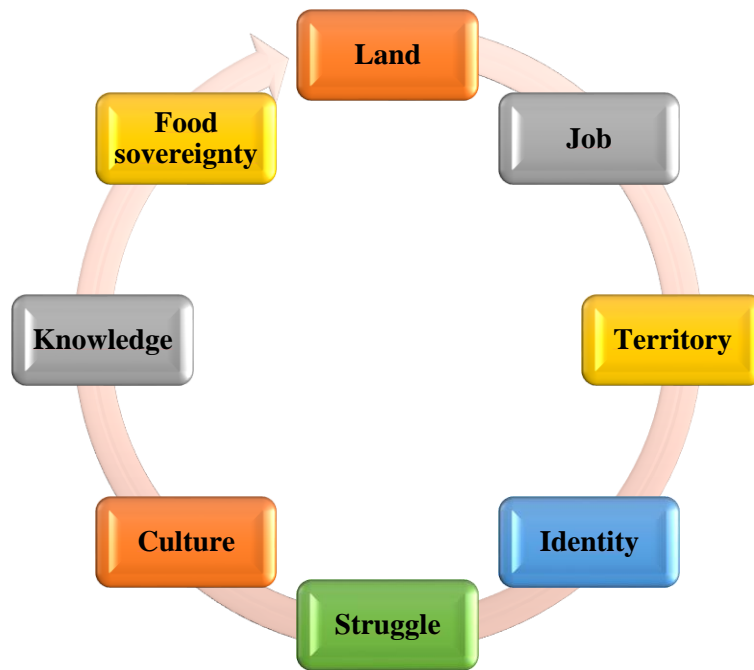 Land
Job
Territory
Identity
Struggle
Culture
Knowledge
Food
sovereignty